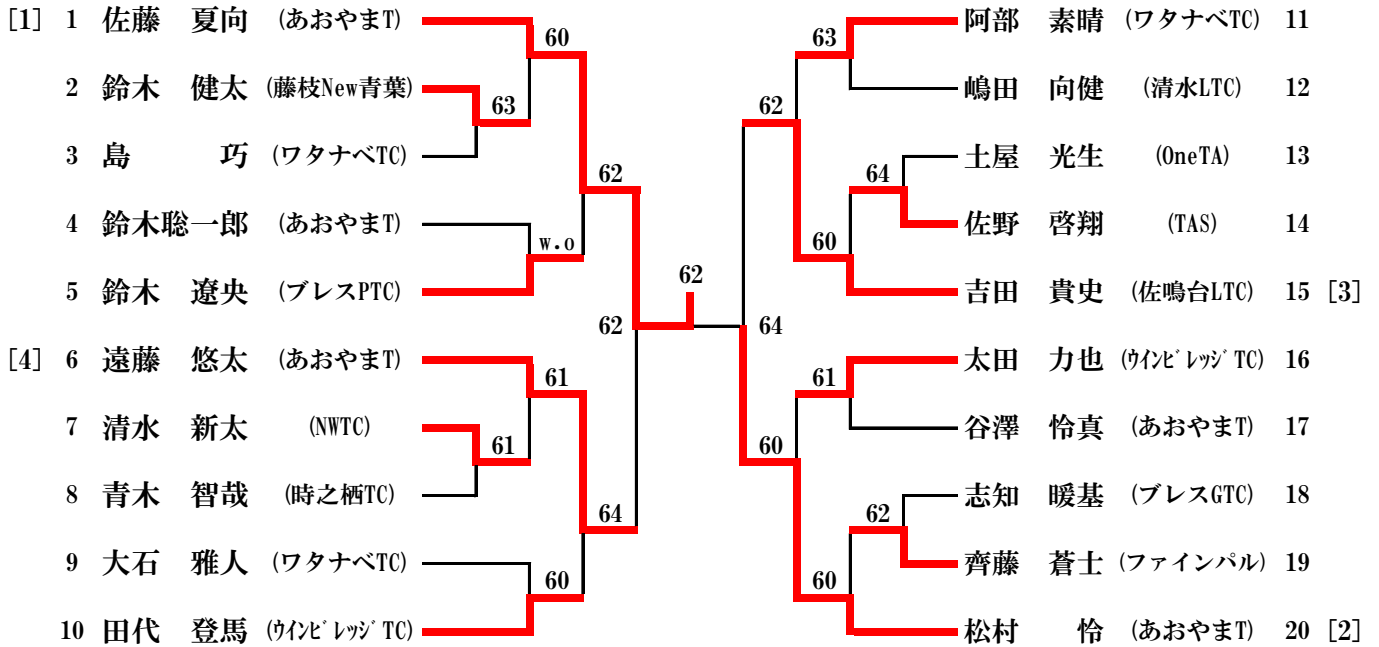 [1] 1 佐藤 夏向 (あおやまT)
2 鈴木 健太 (藤枝New青葉)
3 島 巧 (ワタナベTC)
4 鈴木聡一郎 (あおやまT)
5 鈴木 遼央 (ブレスPTC)
[4] 6 遠藤 悠太 (あおやまT)
7 清水 新太 (NWTC)
8 青木 智哉 (時之栖TC)
9 大石 雅人 (ワタナベTC)
10 田代 登馬 (ウインビレッジTC)
60
63
62
w.o
62
61
61
64
60
62
63
62
64
60
64
61
60
62
60
阿部 素晴 (ワタナベTC) 11
嶋田 向健 (清水LTC) 12
土屋 光生 (OneTA) 13
佐野 啓翔 (TAS) 14
吉田 貴史 (佐鳴台LTC) 15 [3]
太田 力也 (ウインビレッジTC) 16
谷澤 怜真 (あおやまT) 17
志知 暖基 (ブレスGTC) 18
齊藤 蒼士 (ファインパル) 19
松村 怜 (あおやまT) 20 [2]